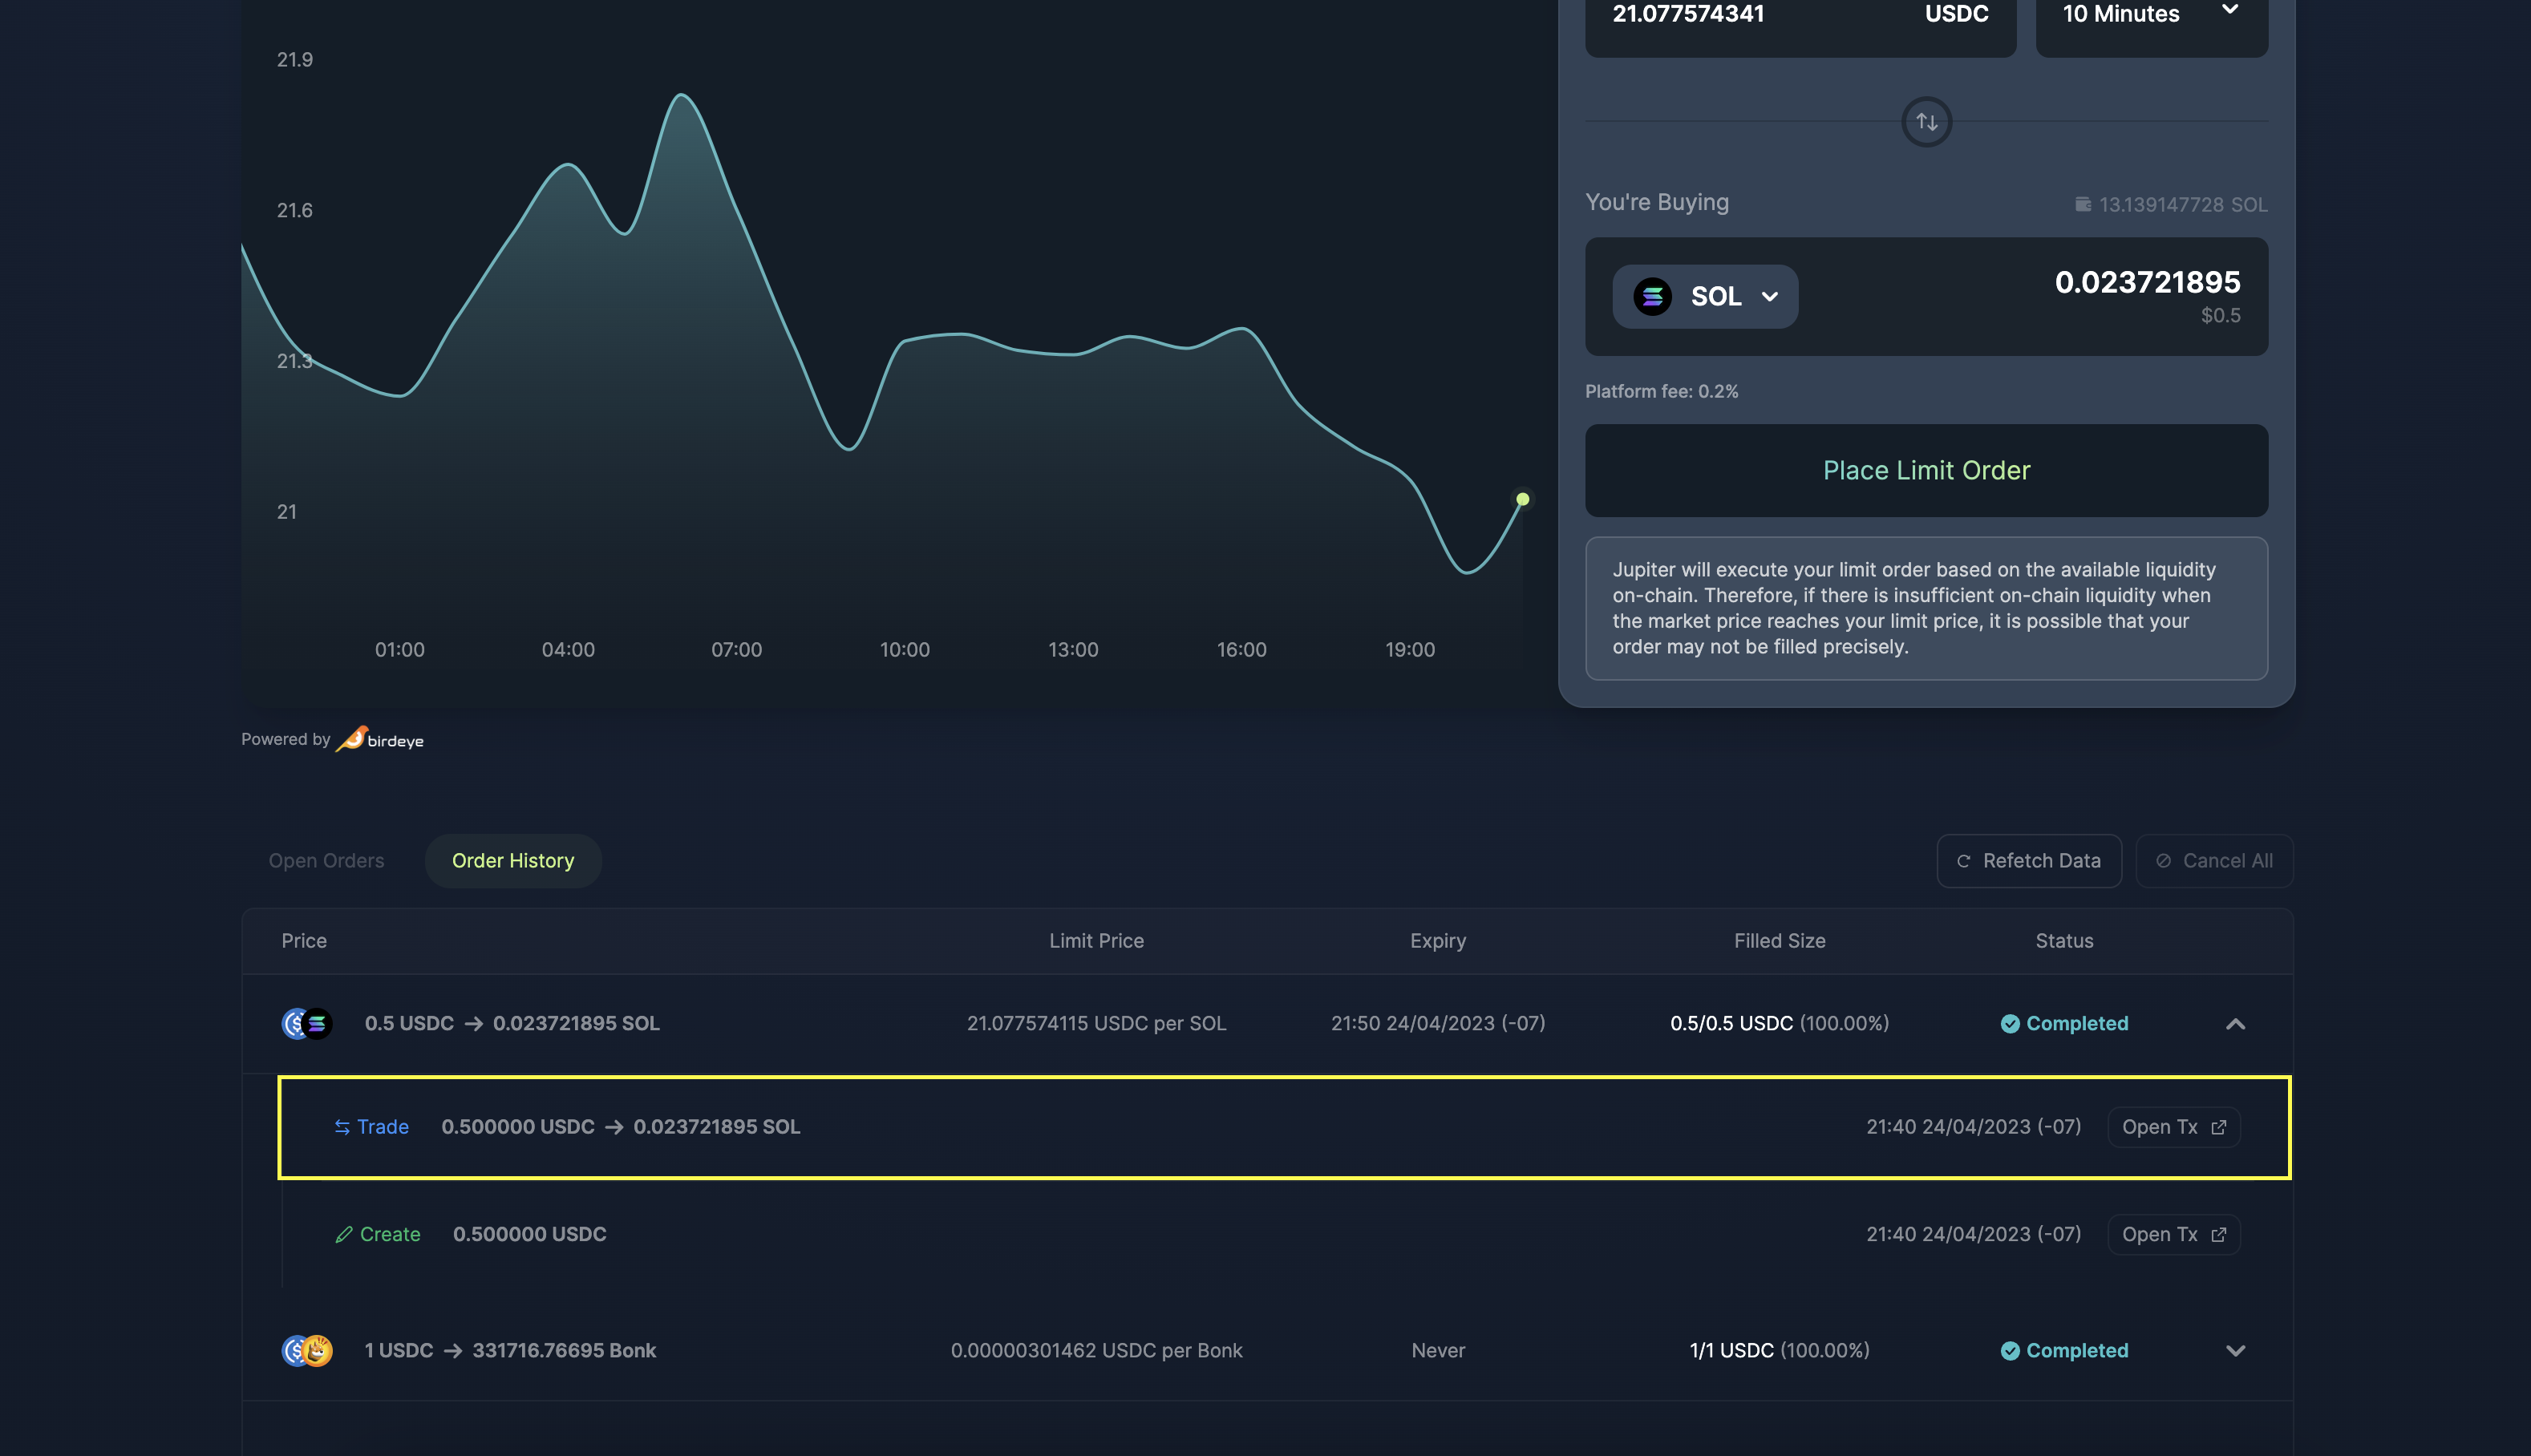 21.077574341 USDC 10 Minutes
21.9
21.6
21.3
21
01:00 04:00 07:00 10:00 13:00 16:00 19:00
You're Buying 13.139147728 SOL
SOL 0.023721895
$0.5
Platform fee: 0.2%
Place Limit Order
Jupiter will execute your limit order based on the available liquidity
on-chain. Therefore, if there is insufficient on-chain liquidity when
the market price reaches your limit price, it is possible that your
order may not be filled precisely.
Powered by birdeye
Open Orders Order History Refetch Data Cancel All
Price Limit Price Expiry Filled Size Status
0.5 USDC → 0.023721895 SOL 21.077574115 USDC per SOL 21:50 24/04/2023 (-07) 0.5/0.5 USDC (100.00%) Completed
Trade 0.500000 USDC → 0.023721895 SOL 21:40 24/04/2023 (-07) Open Tx
Create 0.500000 USDC 21:40 24/04/2023 (-07) Open Tx
1 USDC → 331716.76695 Bonk 0.00000301462 USDC per Bonk Never 1/1 USDC (100.00%) Completed